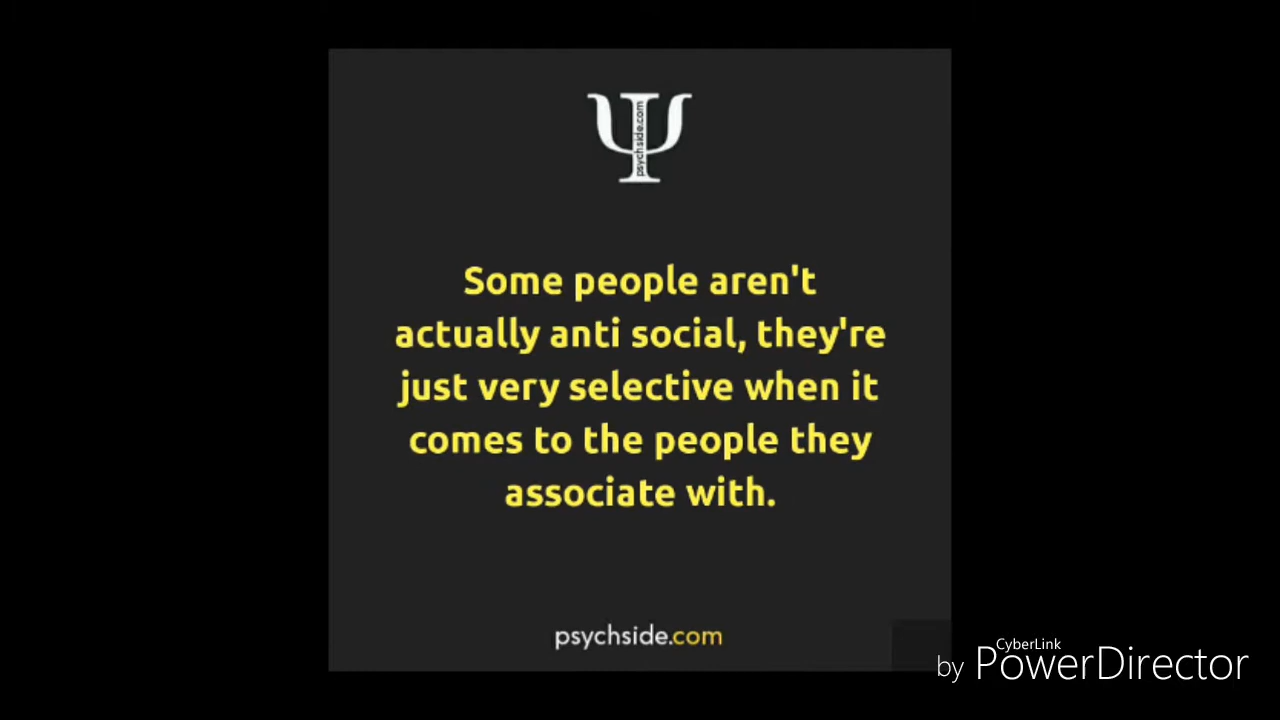 psychside.com
Some people aren't
actually anti social, they're
just very selective when it
comes to the people they
associate with.
psychside.com
CyberLink
by PowerDirector